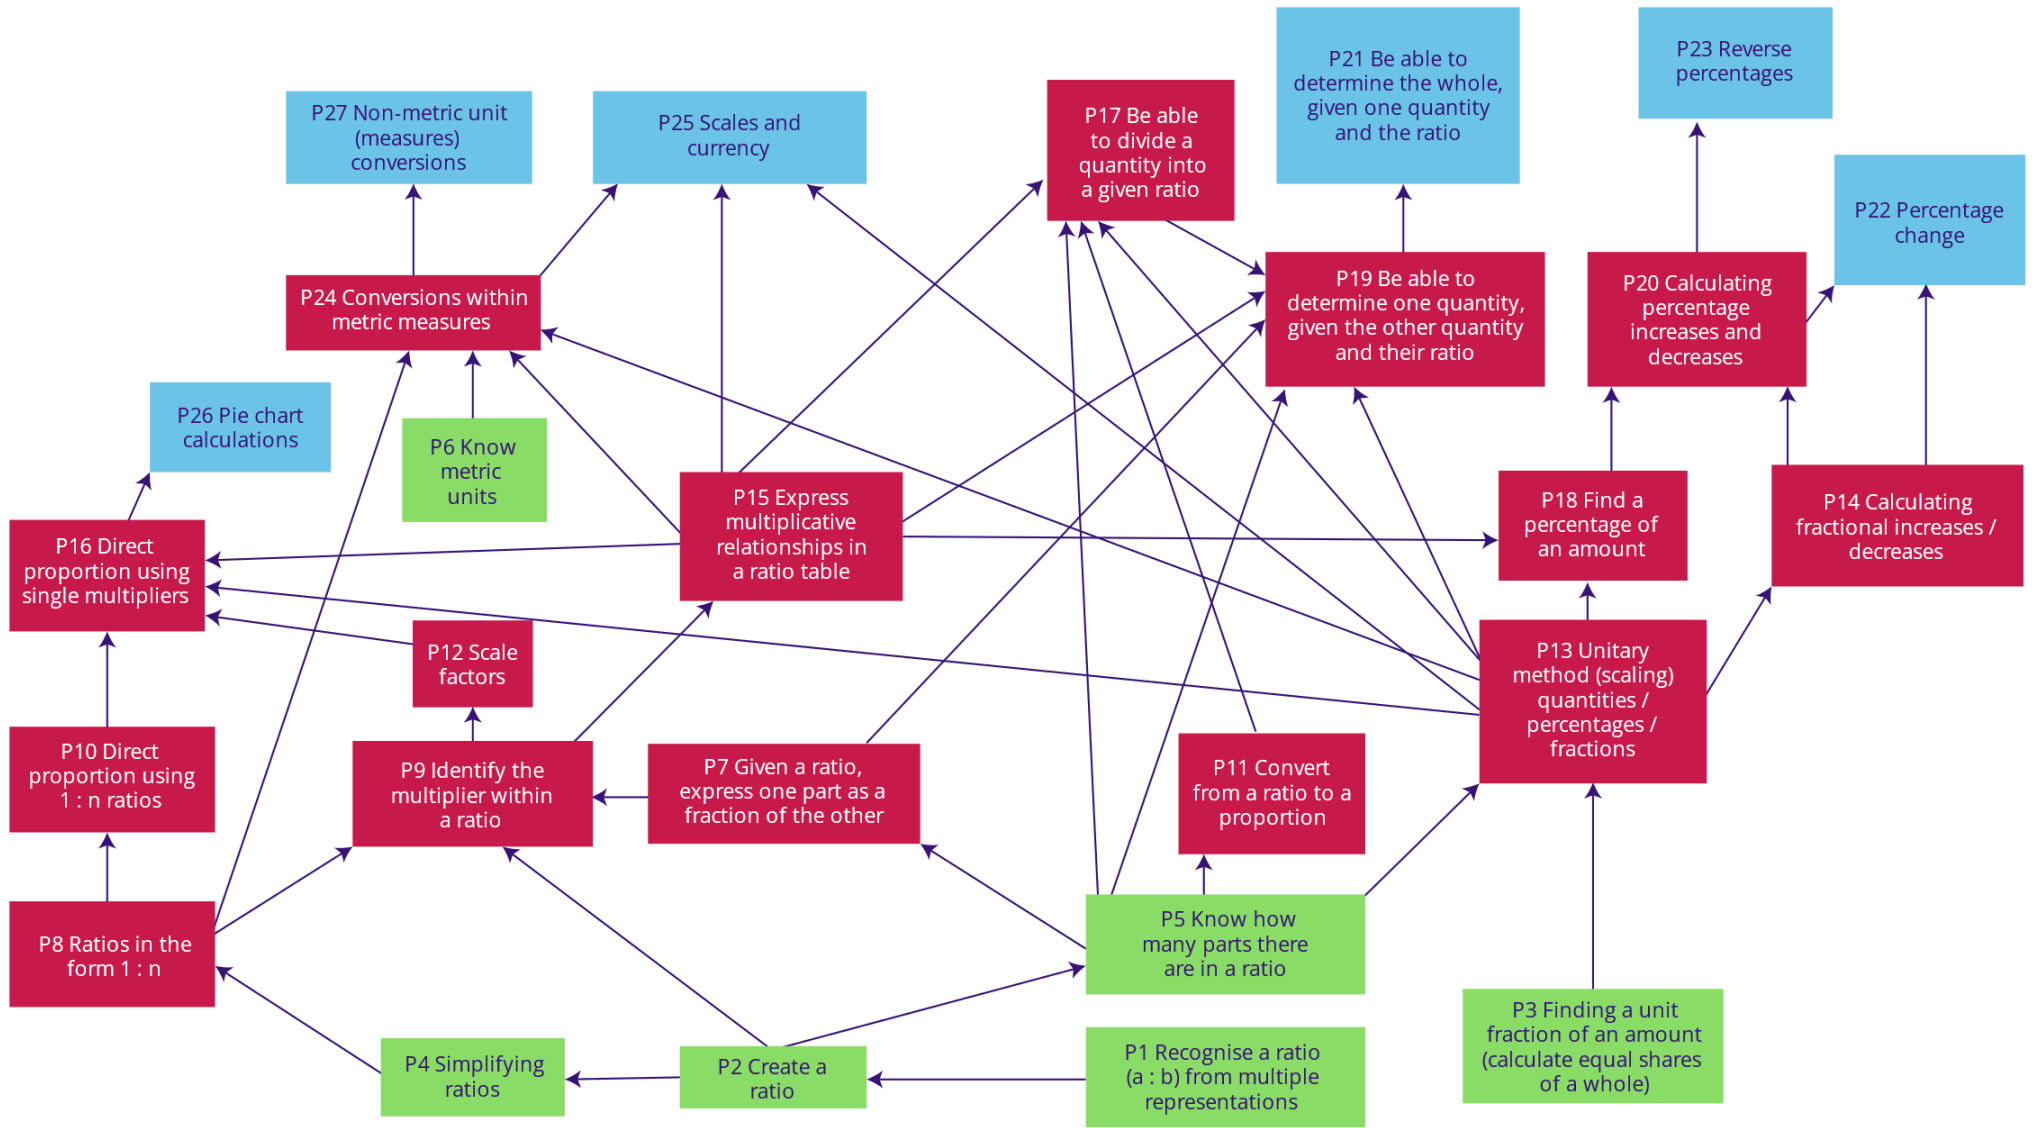 P27 Non-metric unit
(measures)
conversions
P25 Scales and
currency
P17 Be able
to divide a
quantity into
a given ratio
P21 Be able to
determine the whole,
given one quantity
and the ratio
P23 Reverse
percentages
P22 Percentage
change
P24 Conversions within
metric measures
P19 Be able to
determine one quantity,
given the other quantity
and their ratio
P20 Calculating
percentage
increases and
decreases
P26 Pie chart
calculations
P6 Know
metric
units
P15 Express
multiplicative
relationships in
a ratio table
P18 Find a
percentage of
an amount
P14 Calculating
fractional increases /
decreases
P16 Direct
proportion using
single multipliers
P12 Scale
factors
P13 Unitary
method (scaling)
quantities /
percentages /
fractions
P10 Direct
proportion using
1 : n ratios
P9 Identify the
multiplier within
a ratio
P7 Given a ratio,
express one part as a
fraction of the other
P11 Convert
from a ratio to a
proportion
P8 Ratios in the
form 1 : n
P5 Know how
many parts there
are in a ratio
P4 Simplifying
ratios
P2 Create a
ratio
P1 Recognise a ratio
(a : b) from multiple
representations
P3 Finding a unit
fraction of an amount
(calculate equal shares
of a whole)